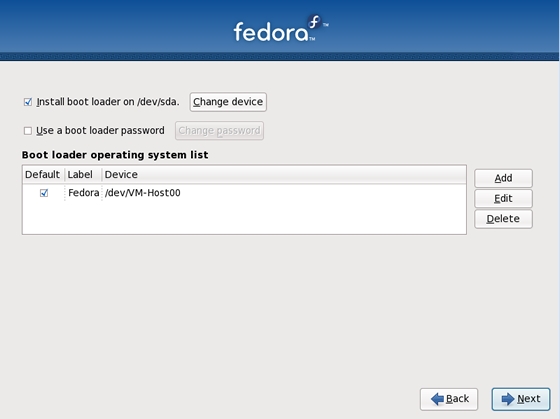 fedora™
Install boot loader on /dev/sda. Change device
Use a boot loader password Change password
Boot loader operating system list
Default Label Device
Fedora /dev/VM-Host00
Add
Edit
Delete
Back Next